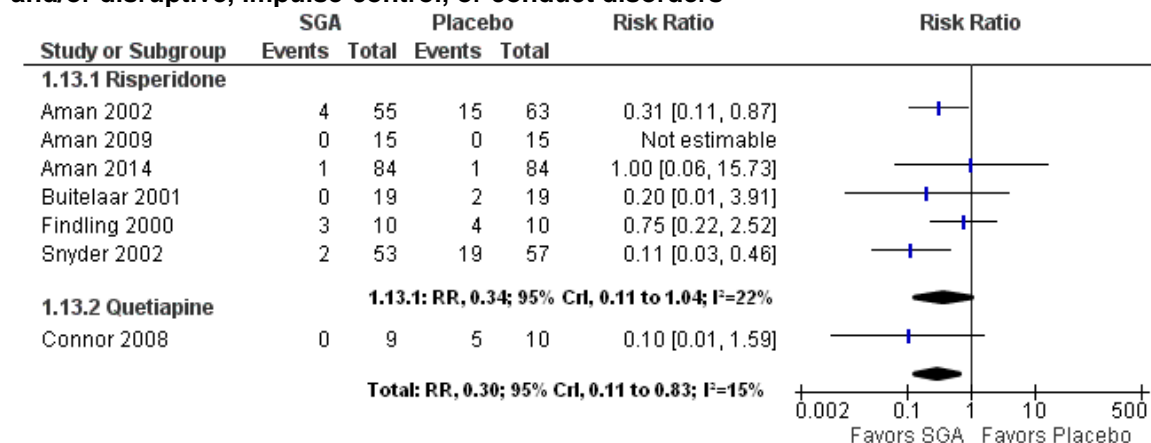 and/or disruptive, impulse-control, or conduct disorders
SGA Placebo Risk Ratio Risk Ratio
Study or Subgroup Events Total Events Total
1.13.1 Risperidone
Aman 2002 4 55 15 63 0.31 [0.11, 0.87]
Aman 2009 0 15 0 15 Not estimable
Aman 2014 1 84 1 84 1.00 [0.06, 15.73]
Buitelaar 2001 0 19 2 19 0.20 [0.01, 3.91]
Findling 2000 3 10 4 10 0.75 [0.22, 2.52]
Snyder 2002 2 53 19 57 0.11 [0.03, 0.46]
1.13.1: RR, 0.34; 95% CrI, 0.11 to 1.04; I²=22%
1.13.2 Quetiapine
Connor 2008 0 9 5 10 0.10 [0.01, 1.59]
Total: RR, 0.30; 95% CrI, 0.11 to 0.83; I²=15%
0.002 0.1 1 10 500
Favors SGA Favors Placebo